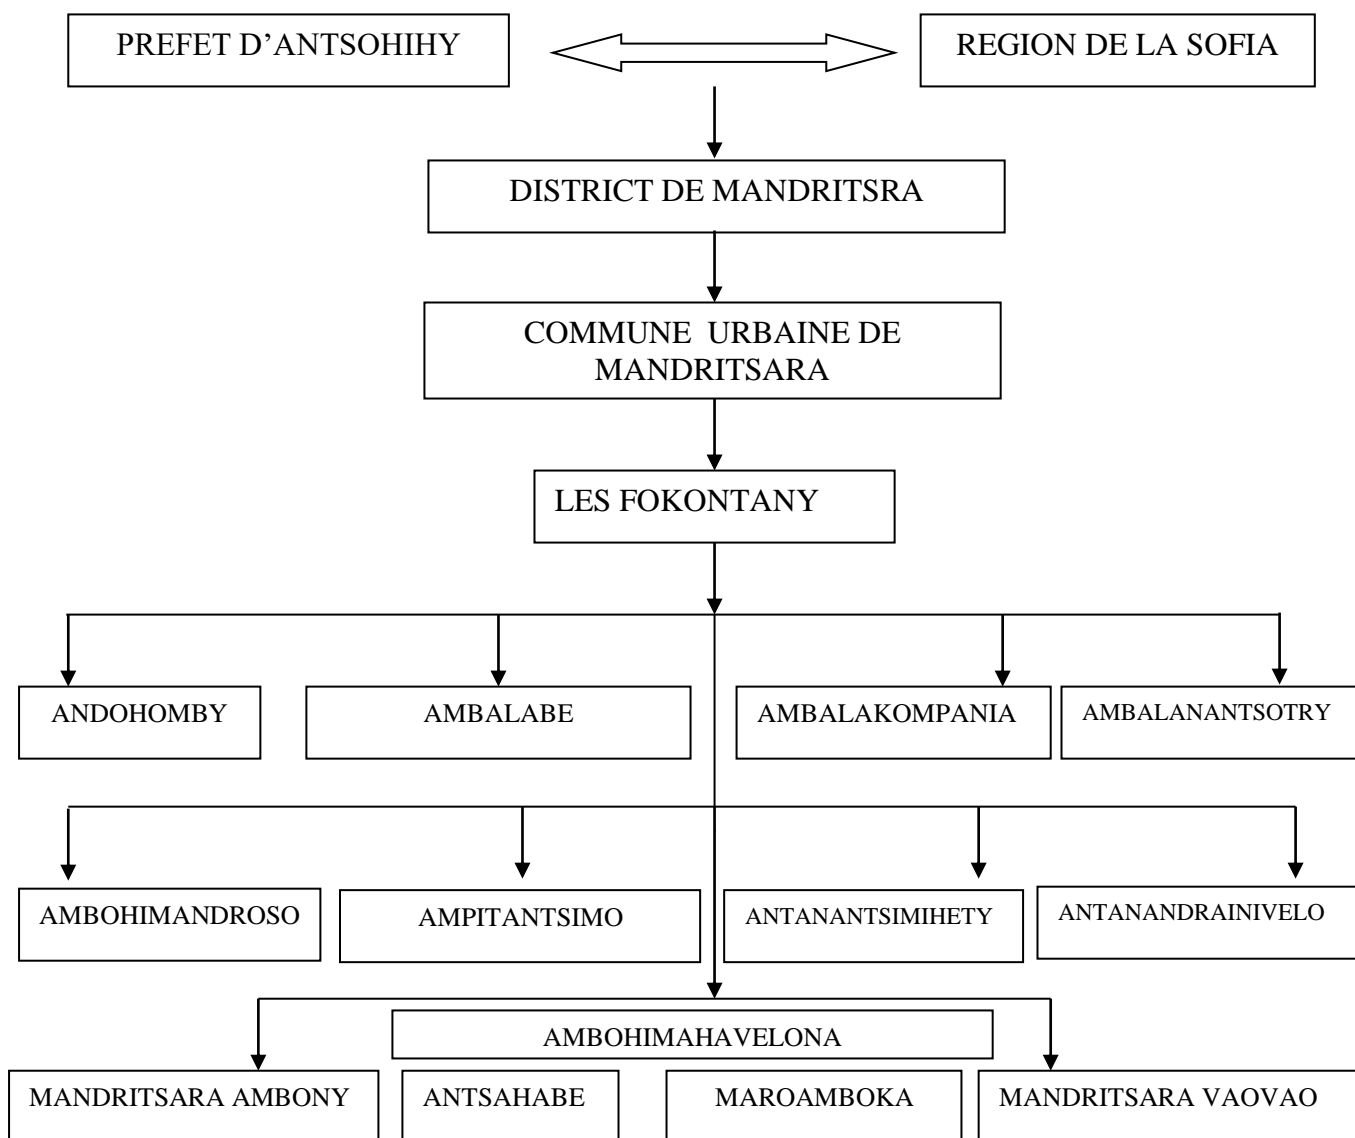 PREFET D’ANTSOHIHY
REGION DE LA SOFIA
DISTRICT DE MANDRITSRA
COMMUNE URBAINE DE
MANDRITSARA
LES FOKONTANY
ANDOHOMBY
AMBALABE
AMBALAKOMPANIA
AMBALANANTSOTRY
AMBOHIMANDROSO
AMPITANTSIMO
ANTANANTSIMIHETY
ANTANANDRAINIVELO
AMBOHIMAHAVELONA
MANDRITSARA AMBONY
ANTSAHABE
MAROAMBOKA
MANDRITSARA VAOVAO